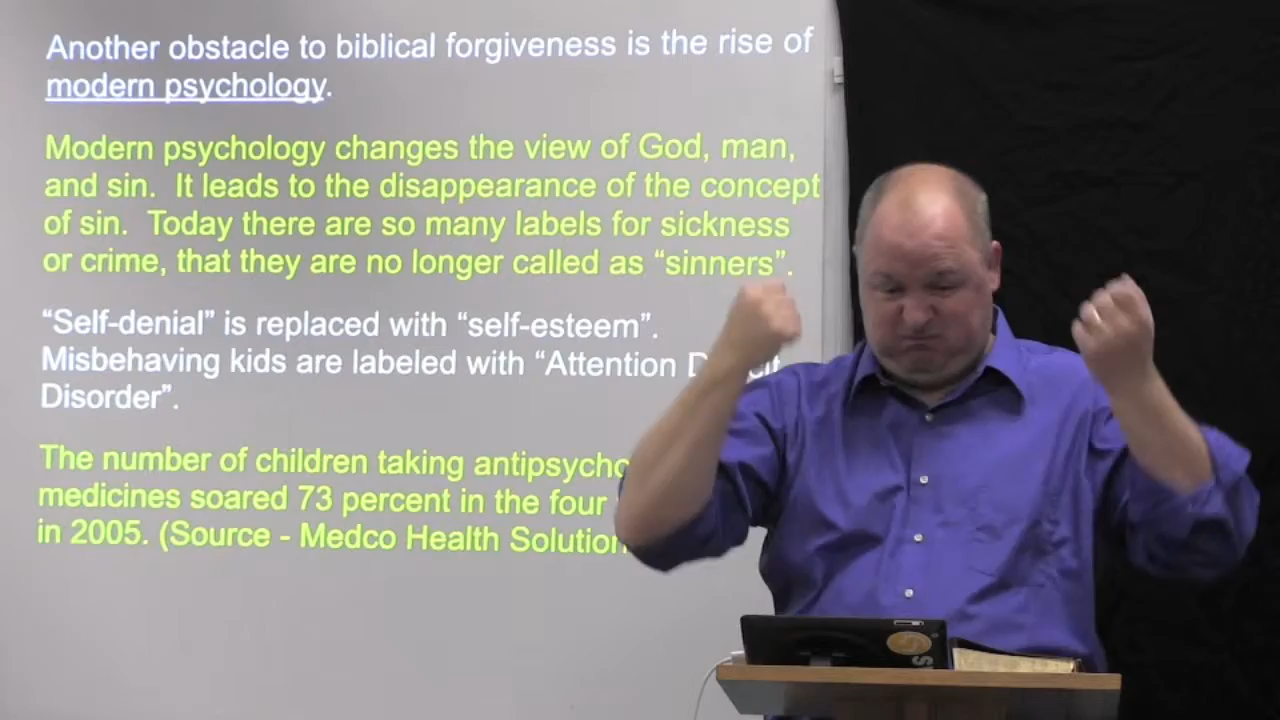 Another obstacle to biblical forgiveness is the rise of
modern psychology.
Modern psychology changes the view of God, man,
and sin. It leads to the disappearance of the concept
of sin. Today there are so many labels for sickness
or crime, that they are no longer called as “sinners”.
“Self-denial” is replaced with “self-esteem”.
Misbehaving kids are labeled with “Attention
Disorder”.
The number of children taking
medicines soared 73 percent in the four
in 2005. (Source - Medco Health